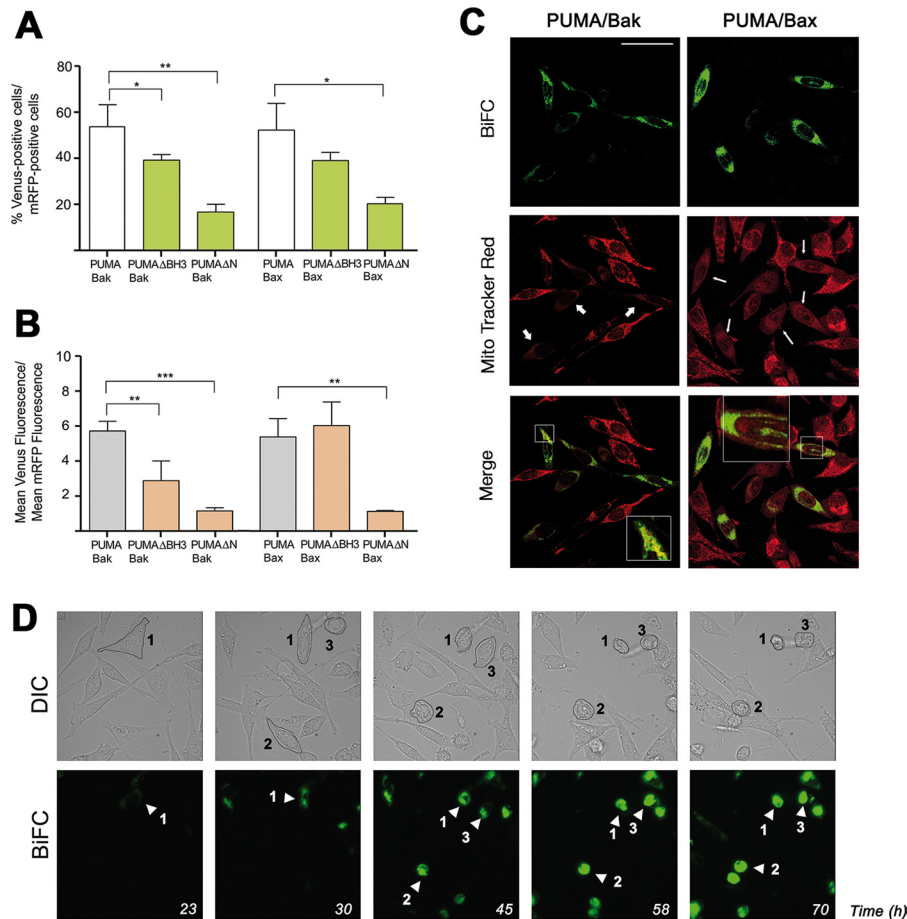 A
% Venus-positive cells/
mRFP-positive cells
80
60
40
20
*
**
*
PUMA PUMAΔBH3 PUMAΔN PUMA PUMAΔBH3 PUMAΔN
Bak Bak Bak Bax Bax Bax
B
Mean Venus Fluorescence/
Mean mRFP Fluorescence
10
8
6
4
2
**
***
**
PUMA PUMAΔBH3 PUMAΔN PUMA PUMAΔBH3 PUMAΔN
Bak Bak Bak Bax Bax Bax
C
PUMA/Bak PUMA/Bax
BiFC
Mito Tracker Red
Merge
D
DIC
1
1 3
2
1
3
2
1 3
2
1 3
2
BiFC
1
23
1
30
1
3
2
45
1 3
2
58
1 3
2
70
Time (h)